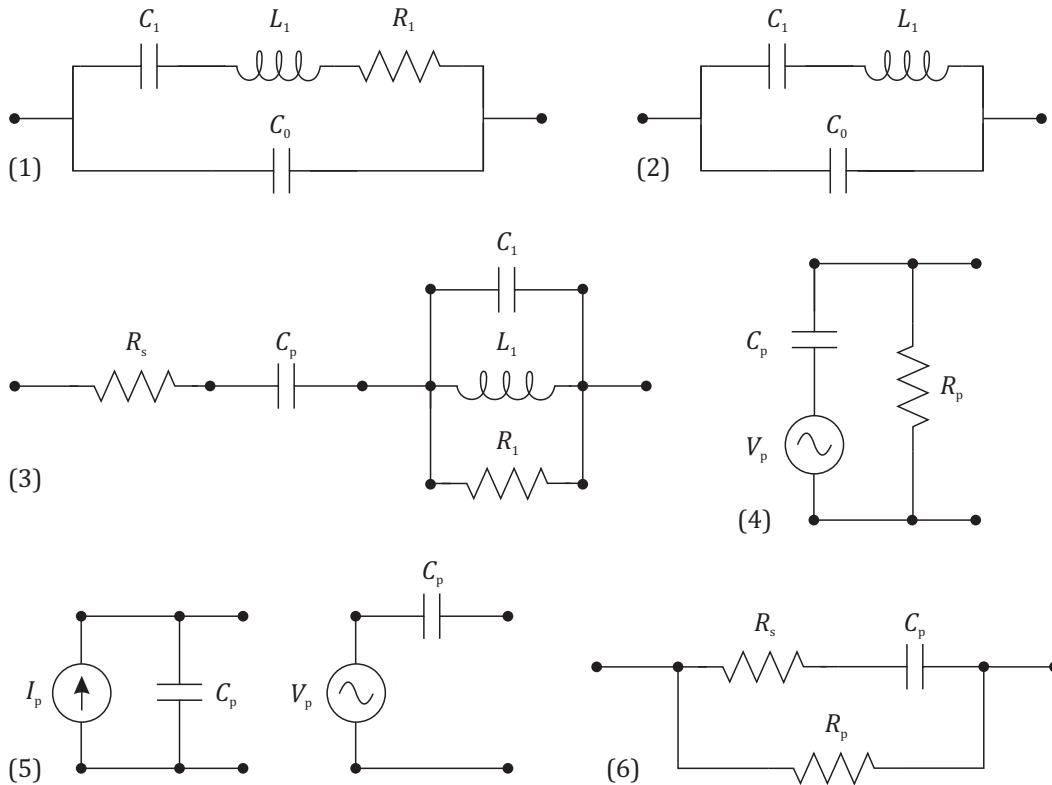 C₁ L₁ R₁
C₀
(1)
C₁ L₁
C₀
(2)
C₁
Rₛ Cₚ L₁
R₁
(3)
Cₚ Rₚ
Vₚ
(4)
Iₚ Cₚ
Cₚ
Vₚ
(5)
Rₛ Cₚ
Rₚ
(6)